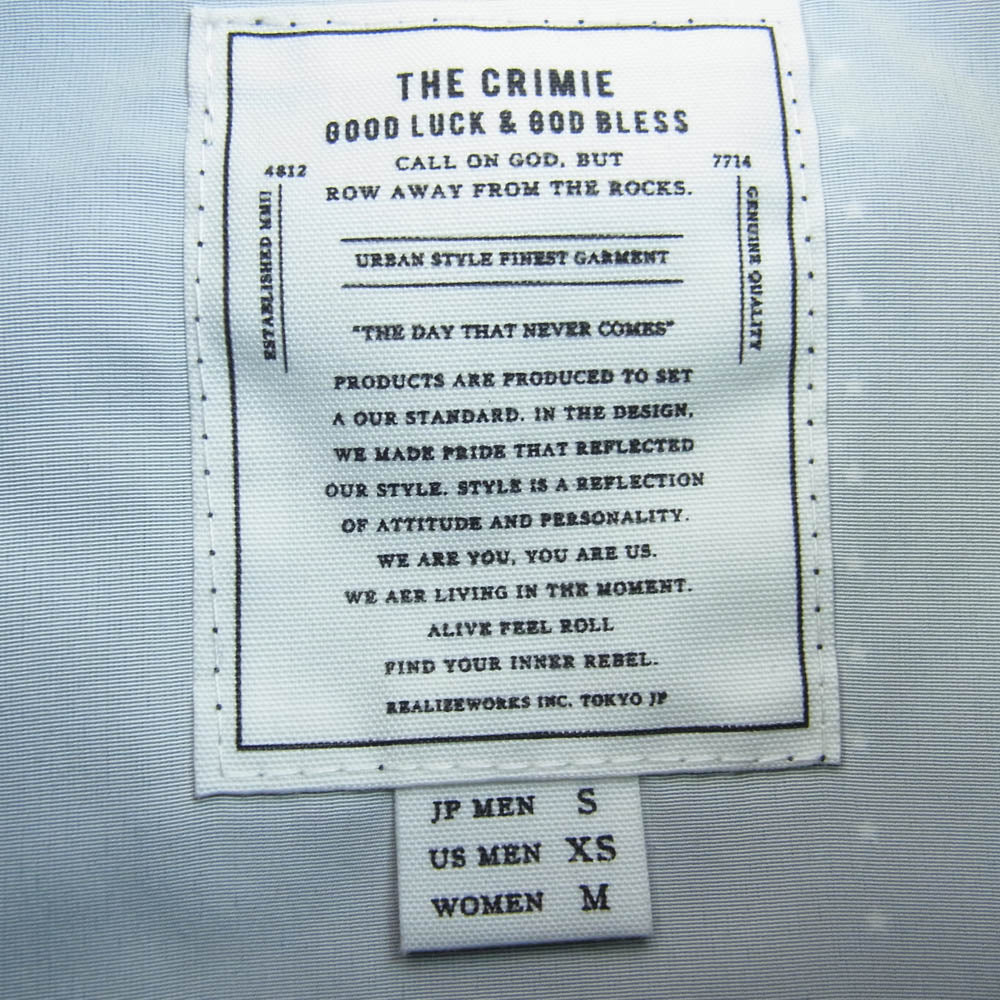 THE CRIMIE
GOOD LUCK & GOD BLESS
CALL ON GOD, BUT
ROW AWAY FROM THE ROCKS.
4812
ESTABLISHED MMII
7714
GENUINE QUALITY
URBAN STYLE FINEST GARMENT
"THE DAY THAT NEVER COMES"
PRODUCTS ARE PRODUCED TO SET
A OUR STANDARD. IN THE DESIGN,
WE MADE PRIDE THAT REFLECTED
OUR STYLE. STYLE IS A REFLECTION
OF ATTITUDE AND PERSONALITY.
WE ARE YOU, YOU ARE US.
WE AER LIVING IN THE MOMENT.
ALIVE FEEL ROLL
FIND YOUR INNER REBEL.
REALIZEWORKS INC. TOKYO JP
JP MEN S
US MEN XS
WOMEN M